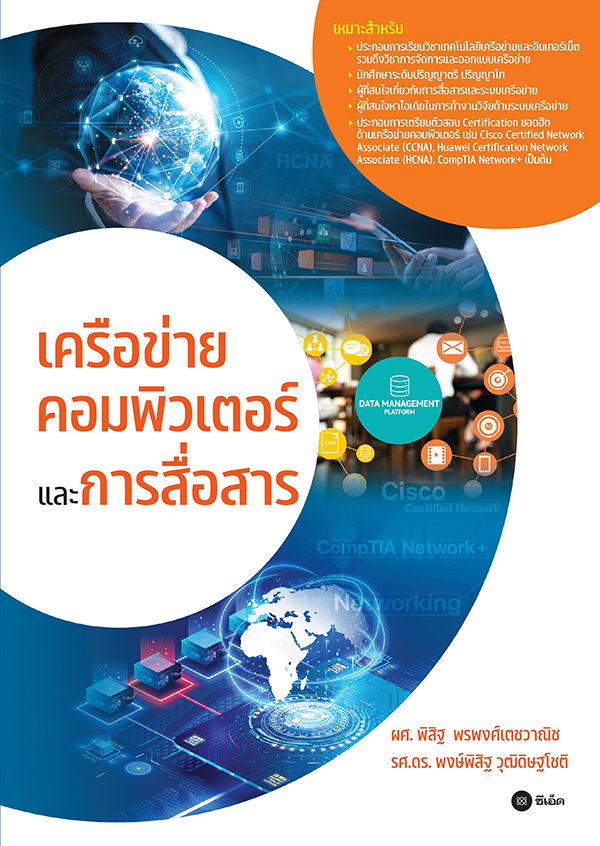 เหมาะสำหรับ
ประกอบการเรียนวิชาเทคโนโลยีเครือข่ายและอินเทอร์เน็ต
รวมถึงวิชาการจัดการและออกแบบเครือข่าย
นักศึกษาระดับปริญญาตรี ปริญญาโท
ผู้ที่สนใจเกี่ยวกับการสื่อสารและระบบเครือข่าย
ผู้ที่สนใจหาไอเดียในการทำงานวิจัยด้านระบบเครือข่าย
ประกอบการเตรียมตัวสอบ Certification ยอดฮิต
ด้านเครือข่ายคอมพิวเตอร์ เช่น Cisco Certified Network
Associate (CCNA), Huawei Certification Network
Associate (HCNA), CompTIA Network+ เป็นต้น
HCNA
เครือข่าย
คอมพิวเตอร์
และการสื่อสาร
DATA MANAGEMENT
PLATFORM
CRM
Cisco
Ceetified Network
CompTIA Network+
Networking
ผศ. พิสิฐ พรพงศ์เตชวาณิช
รศ.ดร. พงษ์พิสิฐ วุฒิดิษฐโชติ
ซีเอ็ด